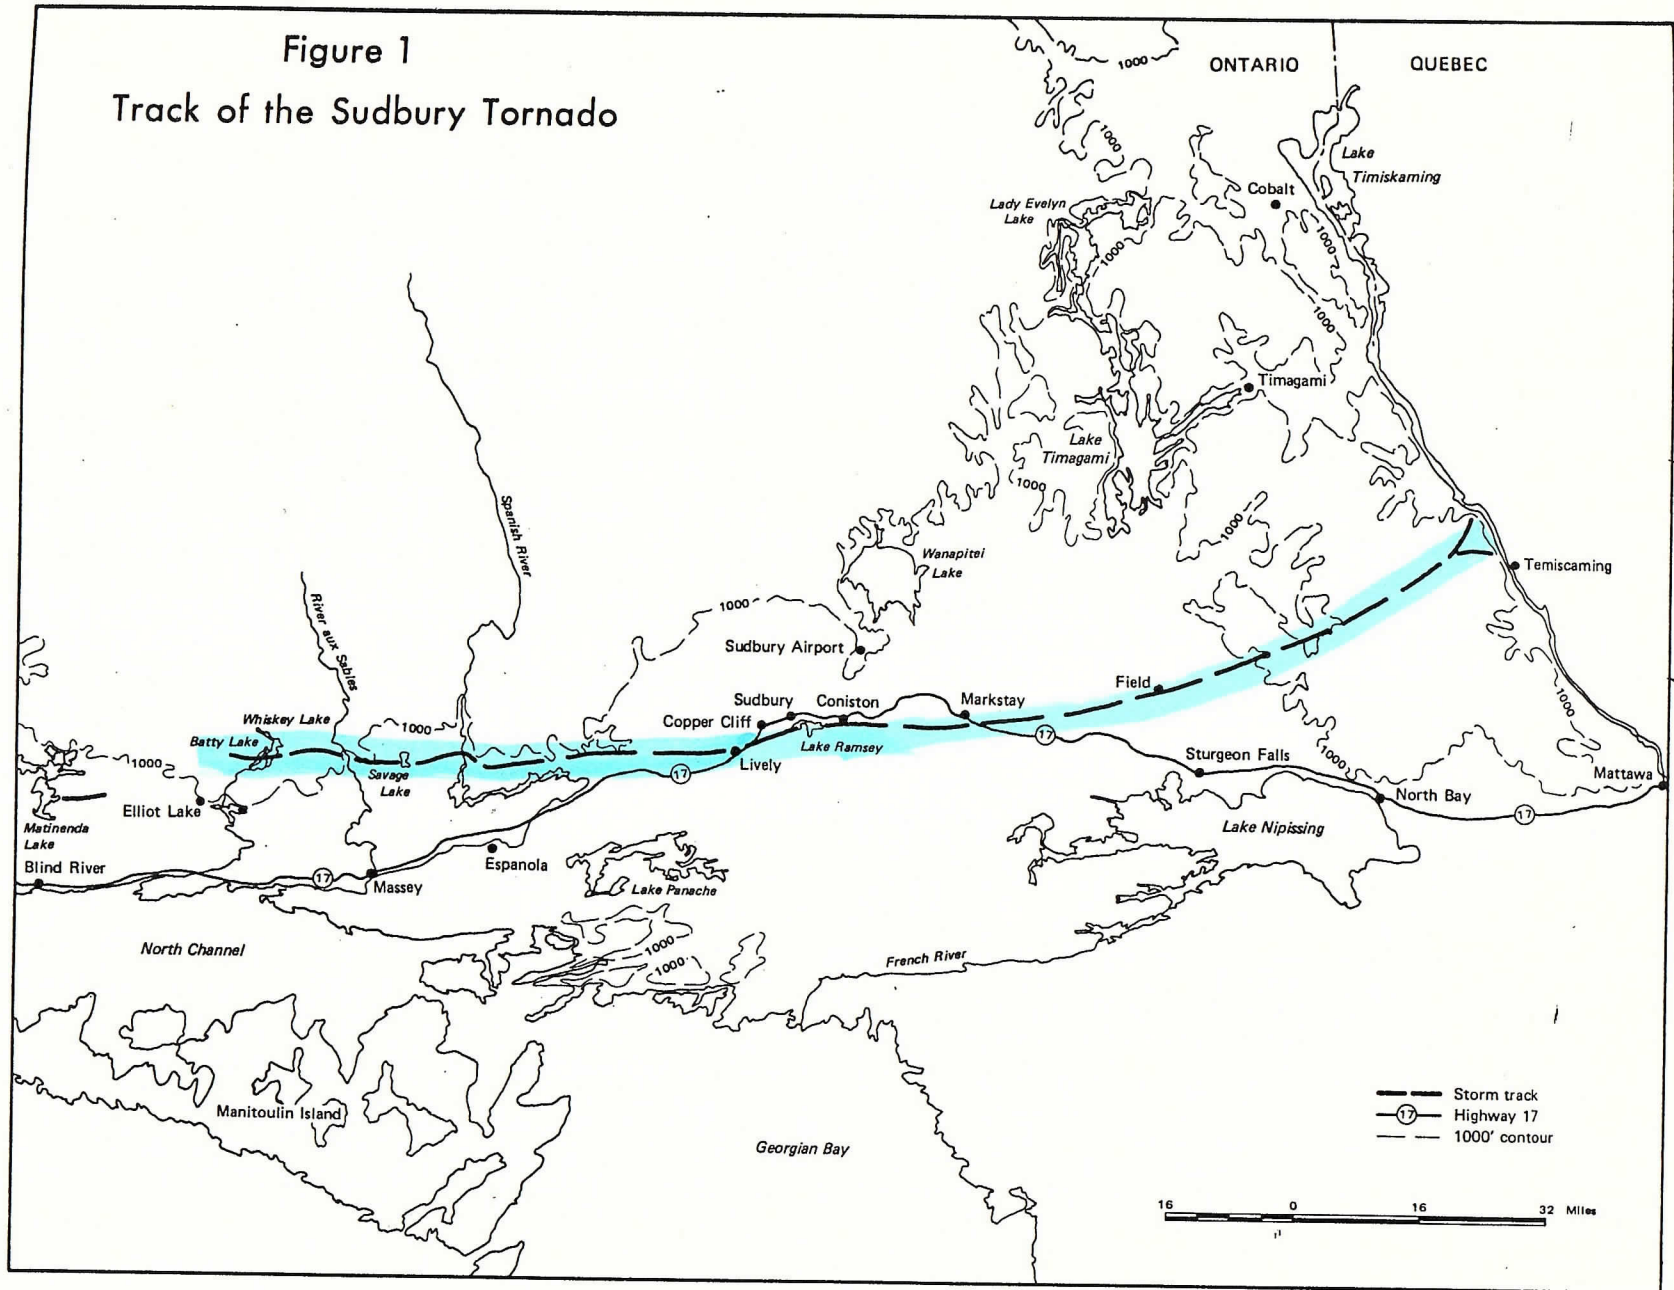 Figure 1
Track of the Sudbury Tornado
1000
ONTARIO
QUEBEC
1000
Lake
Timiskaming
Cobalt
Lady Evelyn
Lake
1000
1000
1000
Timagami
Lake
Timagami
1000
Spanish River
1000
Wanapitei
Lake
Temiscaming
River aux Sables
1000
Sudbury Airport
Field
Sudbury
Coniston
Markstay
1000
Whiskey Lake
1000
Copper Cliff
Batty Lake
Lake Ramsey
17
1000
Lively
Sturgeon Falls
1000
Savage
Lake
17
Mattawa
Elliot Lake
North Bay
17
Matinenda
Lake
Lake Nipissing
Blind River
Espanola
17
Massey
Lake Panache
North Channel
1000
1000
French River
Manitoulin Island
Georgian Bay
Storm track
17 Highway 17
1000' contour
16 0 16 32 Miles